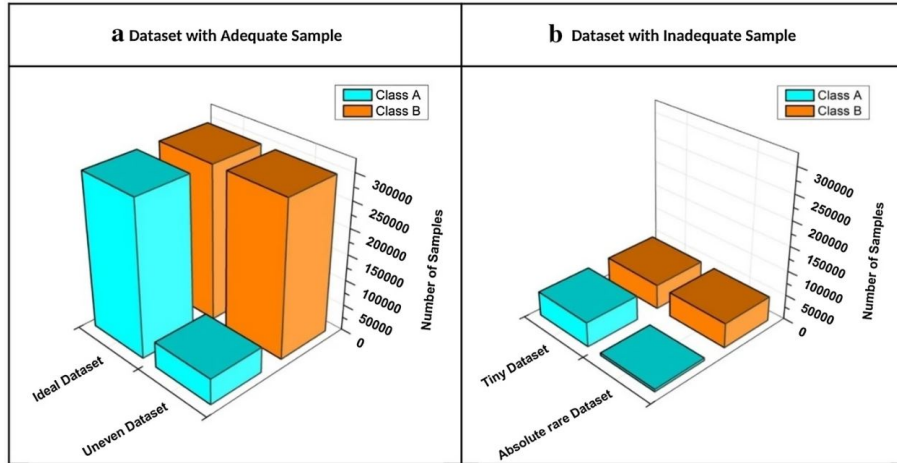 a Dataset with Adequate Sample
b Dataset with Inadequate Sample
Class A
Class B
300000
250000
200000
150000
100000
50000
0
Number of Samples
Ideal Dataset
Uneven Dataset
Class A
Class B
300000
250000
200000
150000
100000
50000
0
Number of Samples
Tiny Dataset
Absolute rare Dataset